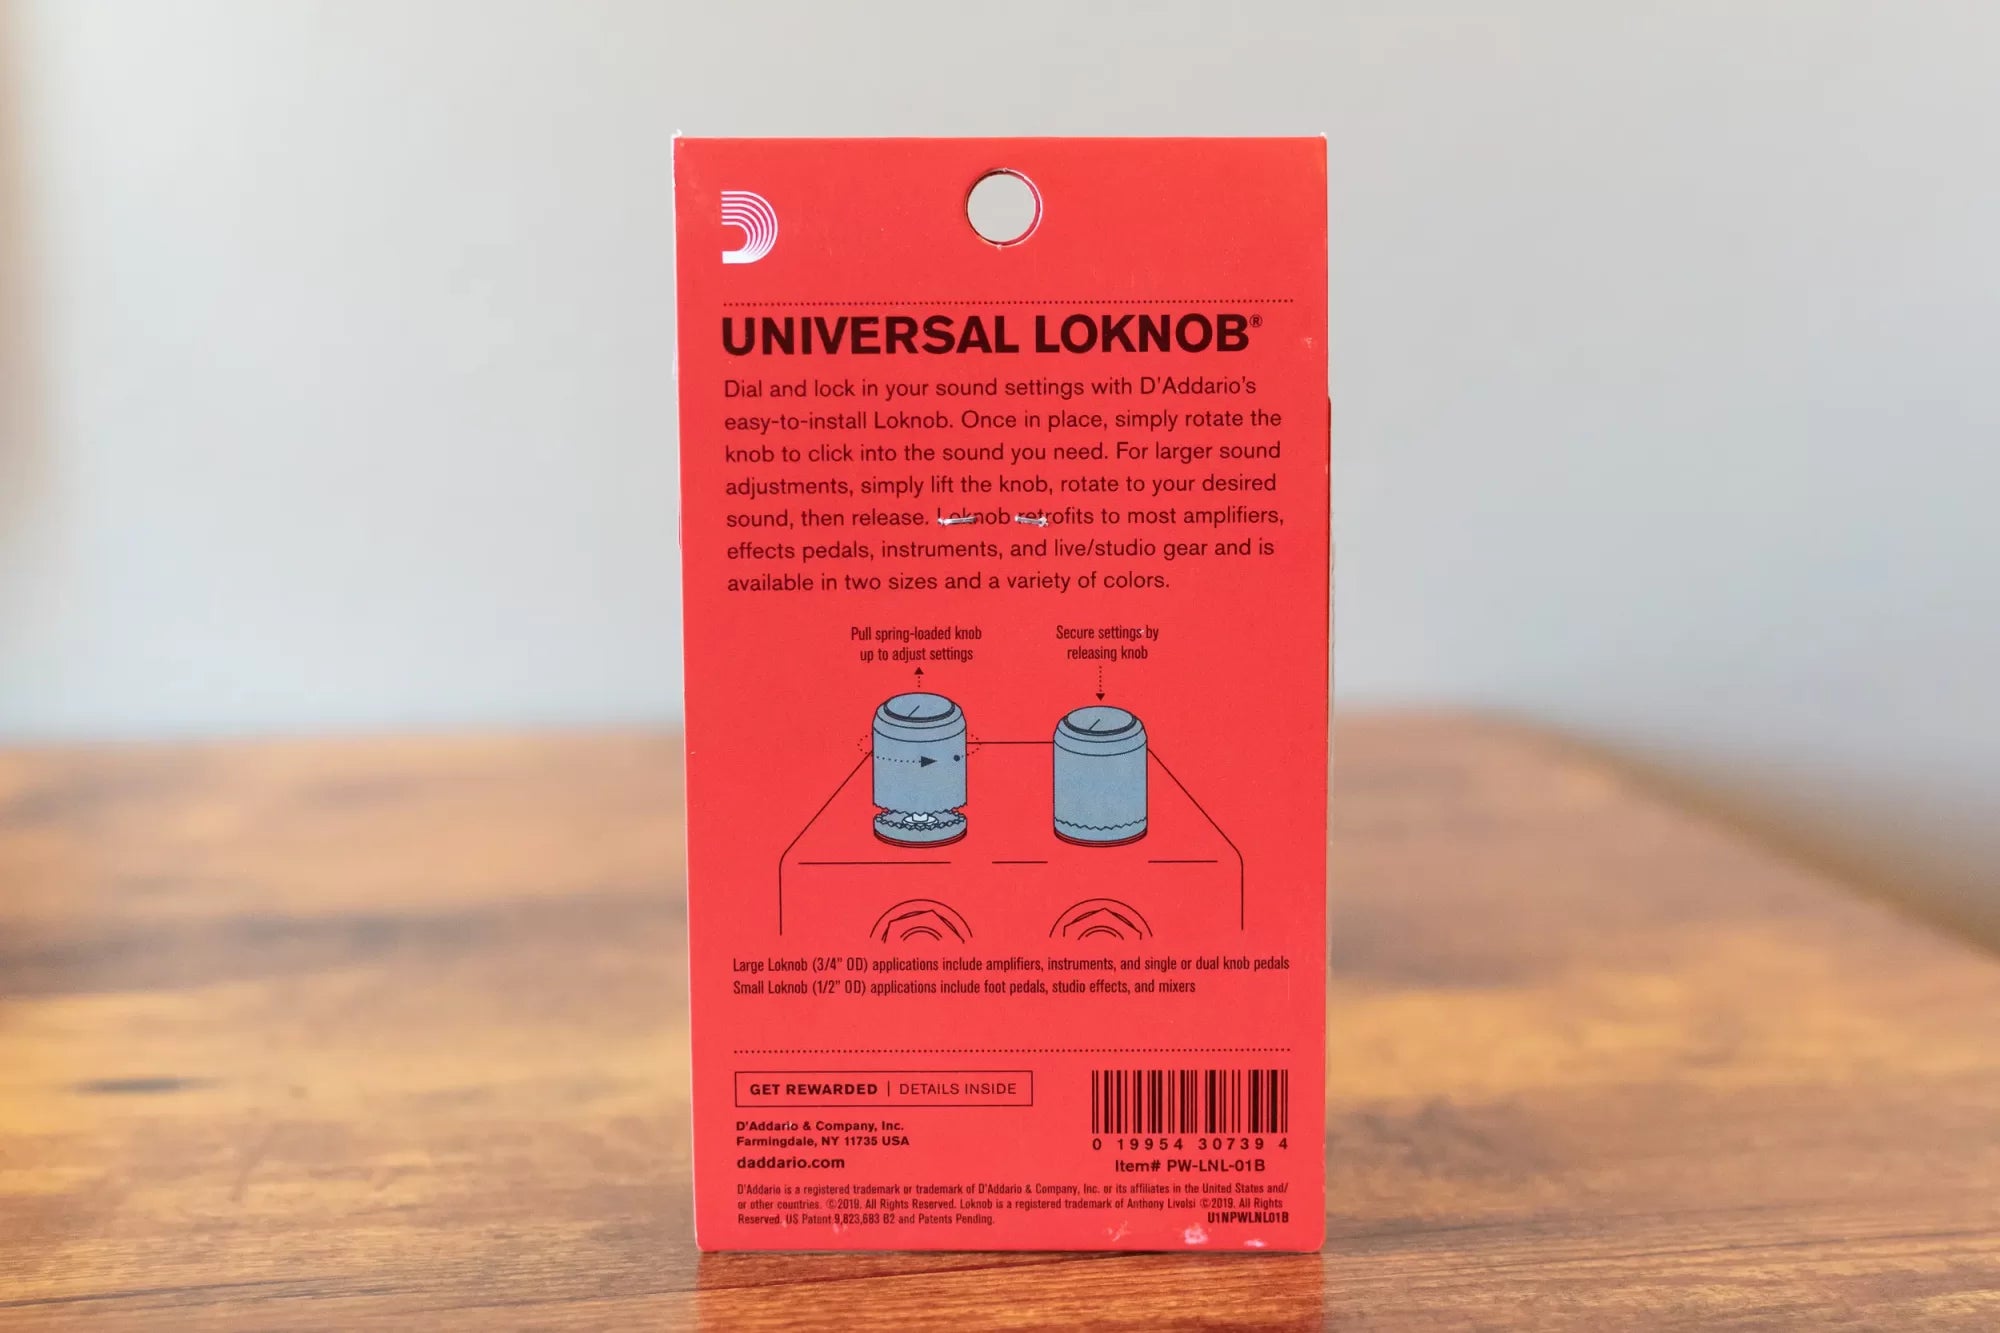 UNIVERSAL LOKNOB®
Dial and lock in your sound settings with D'Addario's
easy-to-install Loknob. Once in place, simply rotate the
knob to click into the sound you need. For larger sound
adjustments, simply lift the knob, rotate to your desired
sound, then release. Loknob retrofits to most amplifiers,
effects pedals, instruments, and live/studio gear and is
available in two sizes and a variety of colors.
Pull spring-loaded knob
up to adjust settings
Secure settings by
releasing knob
Large Loknob (3/4" OD) applications include amplifiers, instruments, and single or dual knob pedals
Small Loknob (1/2" OD) applications include foot pedals, studio effects, and mixers
GET REWARDED | DETAILS INSIDE
D'Addario & Company, Inc.
Farmingdale, NY 11735 USA
daddario.com
0 19954 30739 4
Item# PW-LNL-01B
D'Addario is a registered trademark or trademark of D'Addario & Company, Inc. or its affiliates in the United States and/
or other countries. ©2019. All Rights Reserved. Loknob is a registered trademark of Anthony Livolsi ©2019. All Rights
Reserved. US Patent 9,823,683 B2 and Patents Pending.
U1NPWLNL01B